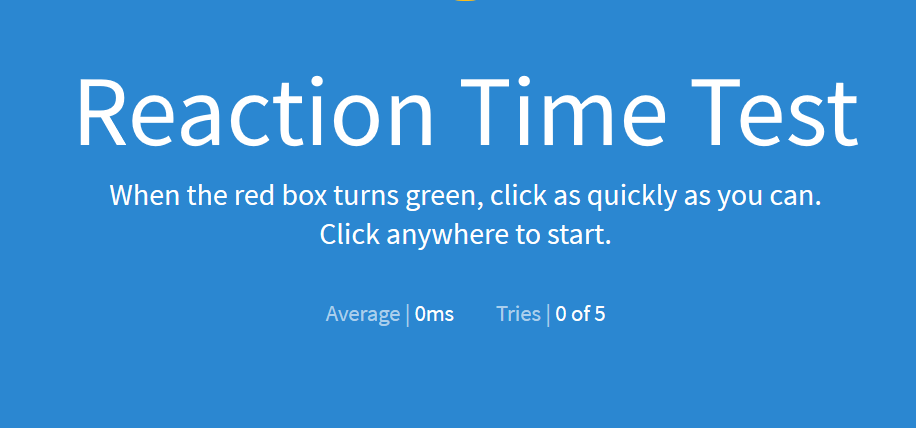 Reaction Time Test
When the red box turns green, click as quickly as you can.
Click anywhere to start.
Average | 0ms Tries | 0 of 5